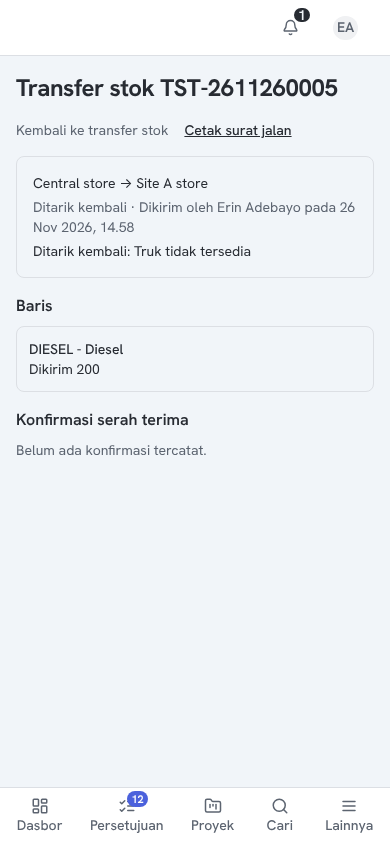 1
EA
Transfer stok TST-2611260005
Kembali ke transfer stok Cetak surat jalan
Central store → Site A store
Ditarik kembali · Dikirim oleh Erin Adebayo pada 26
Nov 2026, 14.58
Ditarik kembali: Truk tidak tersedia
Baris
DIESEL - Diesel
Dikirim 200
Konfirmasi serah terima
Belum ada konfirmasi tercatat.
12
Dasbor Persetujuan Proyek Cari Lainnya